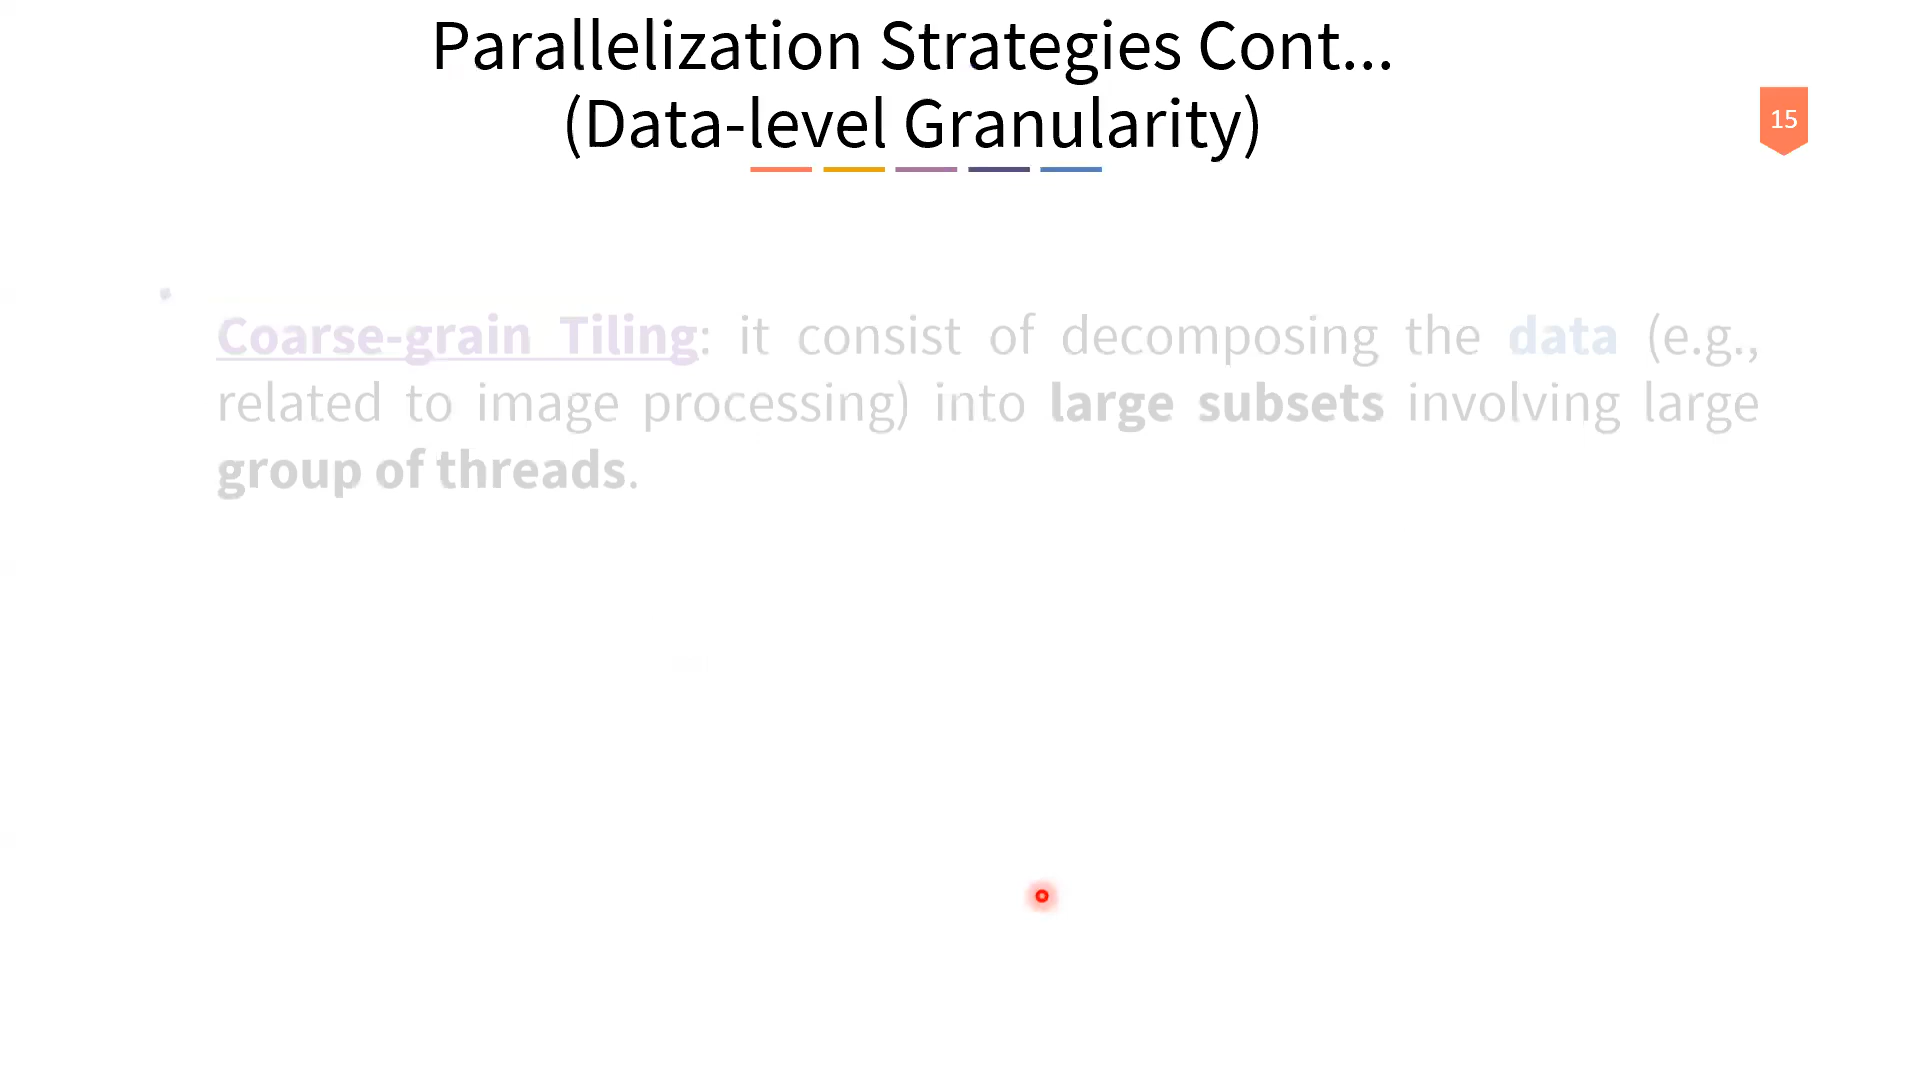 Parallelization Strategies Cont...
(Data-level Granularity)
15
Coarse-grain Tiling: it consist of decomposing the data (e.g.,
related to image processing) into large subsets involving large
group of threads.